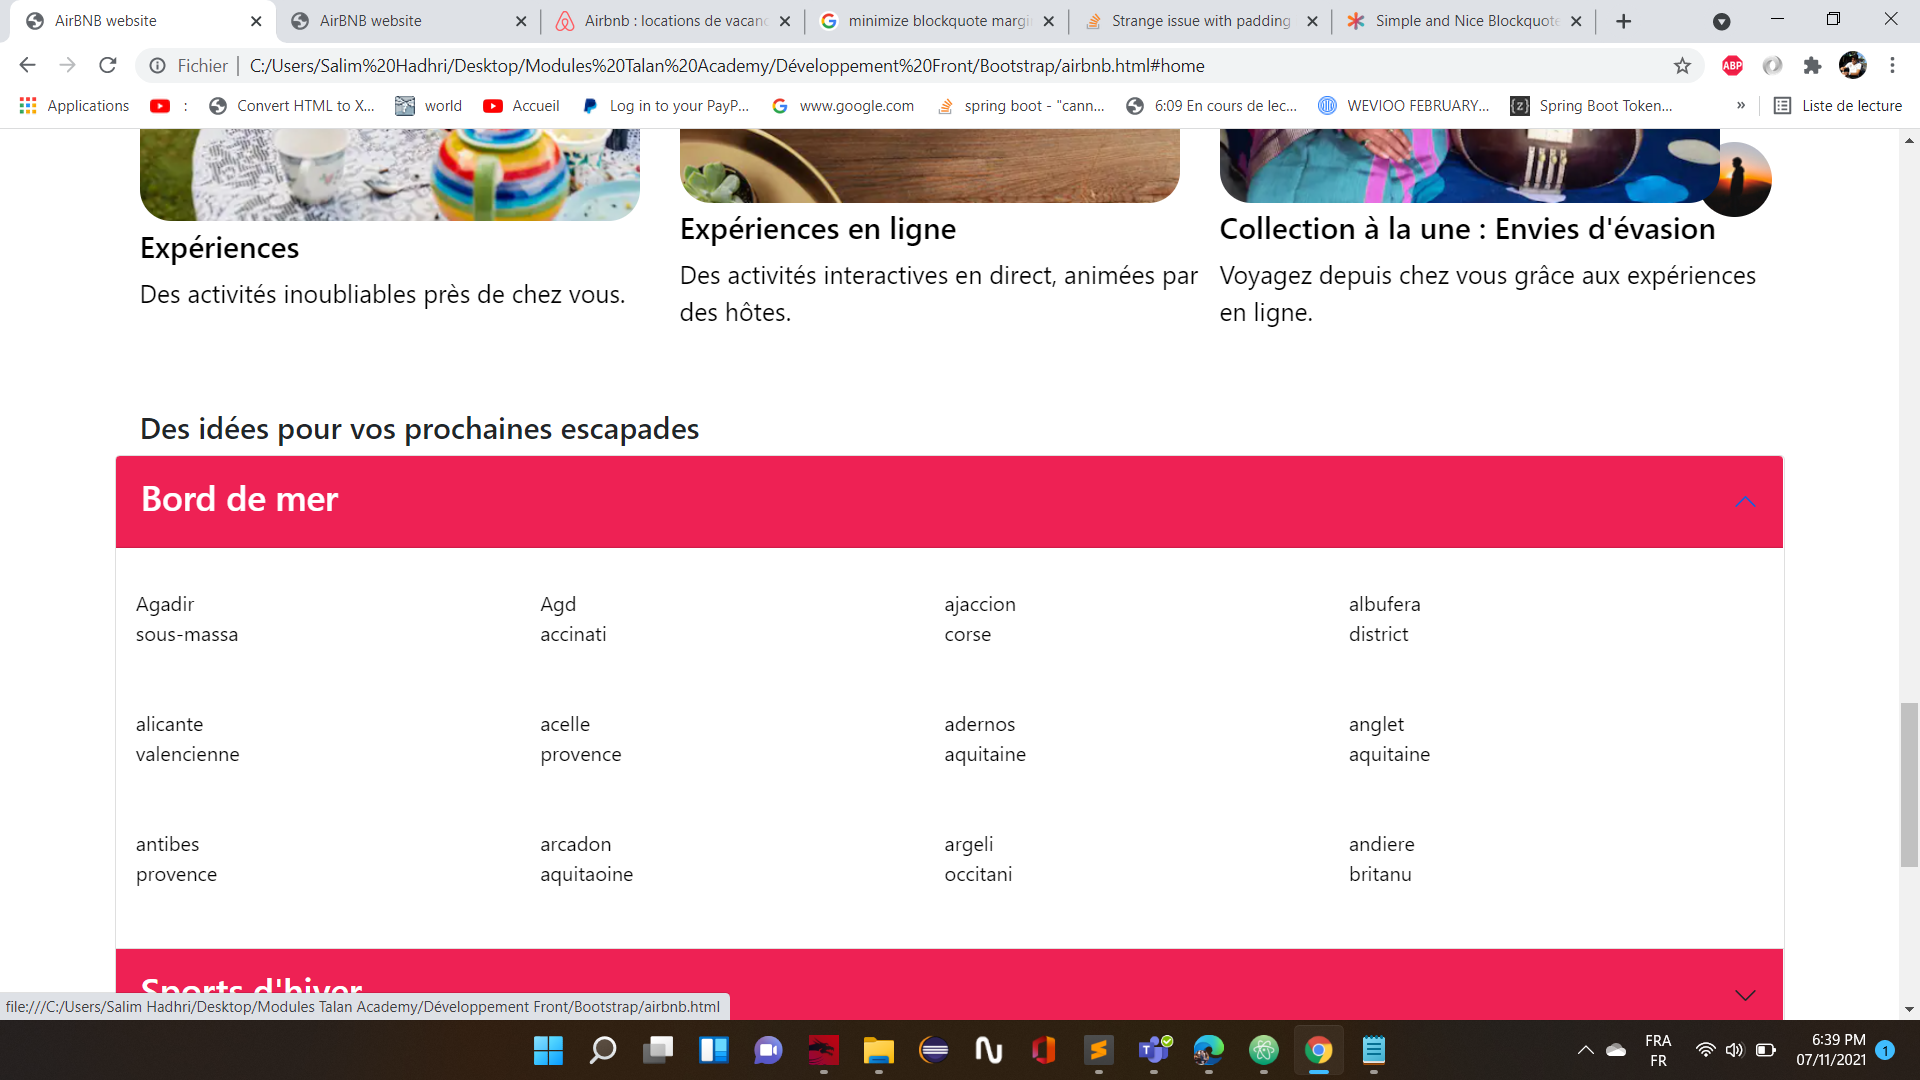 AirBNB website
AirBNB website
Airbnb : locations de vacanc
minimize blockquote margi
Strange issue with padding
Simple and Nice Blockquote
Fichier | C:/Users/Salim%20Hadhri/Desktop/Modules%20Talan%20Academy/Développement%20Front/Bootstrap/airbnb.html#home
ABP
Applications
:
Convert HTML to X...
world
Accueil
Log in to your PayP...
www.google.com
spring boot - "cann...
6:09 En cours de lec...
WEVIOO FEBRUARY...
Spring Boot Token...
»
Liste de lecture
Expériences
Des activités inoubliables près de chez vous.
Expériences en ligne
Des activités interactives en direct, animées par
des hôtes.
Collection à la une : Envies d'évasion
Voyagez depuis chez vous grâce aux expériences
en ligne.
Des idées pour vos prochaines escapades
Bord de mer
Agadir
sous-massa
Agd
accinati
ajaccion
corse
albufera
district
alicante
valencienne
acelle
provence
adernos
aquitaine
anglet
aquitaine
antibes
provence
arcadon
aquitaoine
argeli
occitani
andiere
britanu
Sports d'hiver
file:///C:/Users/Salim Hadhri/Desktop/Modules Talan Academy/Développement Front/Bootstrap/airbnb.html
FRA
FR
6:39 PM
07/11/2021
1